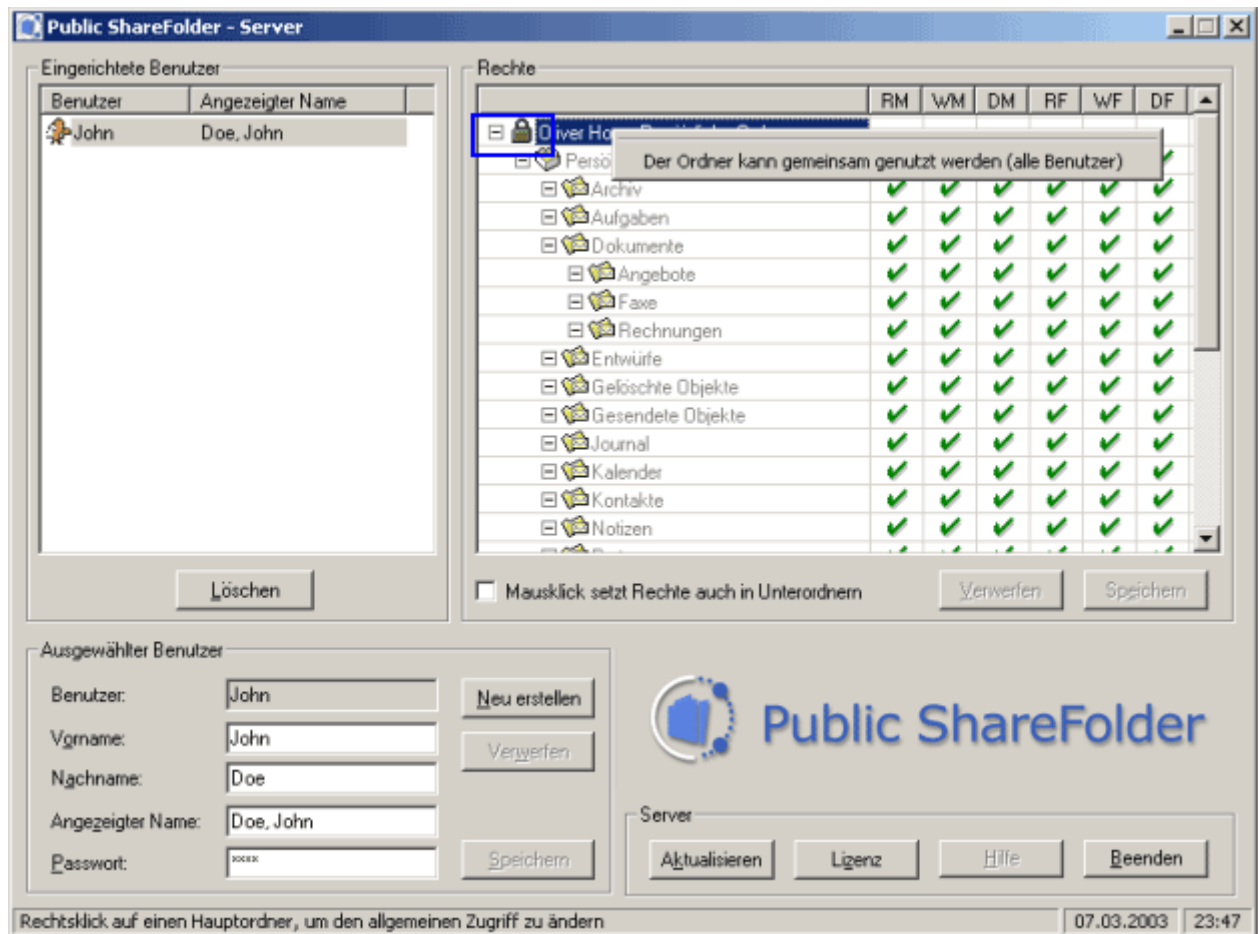 Public ShareFolder - Server
Eingerichtete Benutzer
Benutzer Angezeigter Name
John Doe, John
Löschen
Rechte
RM WM DM RF WF DF
Der Ordner kann gemeinsam genutzt werden (alle Benutzer)
Archiv
Aufgaben
Dokumente
Angebote
Faxe
Rechnungen
Entwürfe
Gelöschte Objekte
Gesendete Objekte
Journal
Kalender
Kontakte
Notizen
Mausklick setzt Rechte auch in Unterordnern
Verwerfen Speichern
Ausgewählter Benutzer
Benutzer: John
Vorname: John
Nachname: Doe
Angezeigter Name: Doe, John
Passwort: xxxx
Neu erstellen
Verwerfen
Speichern
Public ShareFolder
Server
Aktualisieren Lizenz Hilfe Beenden
Rechtsklick auf einen Hauptordner, um den allgemeinen Zugriff zu ändern 07.03.2003 23:47